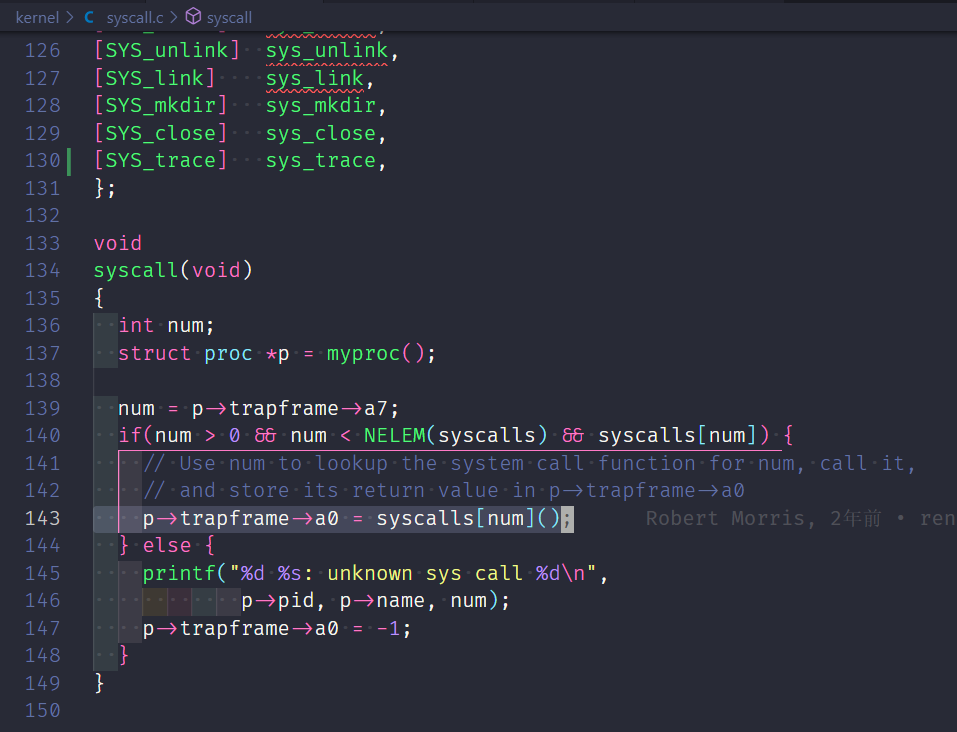 kernel > C syscall.c > syscall
126 [SYS_unlink] sys_unlink,
127 [SYS_link] sys_link,
128 [SYS_mkdir] sys_mkdir,
129 [SYS_close] sys_close,
130 [SYS_trace] sys_trace,
131 };
132
133 void
134 syscall(void)
135 {
136 int num;
137 struct proc *p = myproc();
138
139 num = p->trapframe->a7;
140 if(num > 0 && num < NELEM(syscalls) && syscalls[num]) {
141 // Use num to lookup the system call function for num, call it,
142 // and store its return value in p->trapframe->a0
143 p->trapframe->a0 = syscalls[num](); Robert Morris, 2年前 • ren
144 } else {
145 printf("%d %s: unknown sys call %d\n",
146 p->pid, p->name, num);
147 p->trapframe->a0 = -1;
148 }
149 }
150